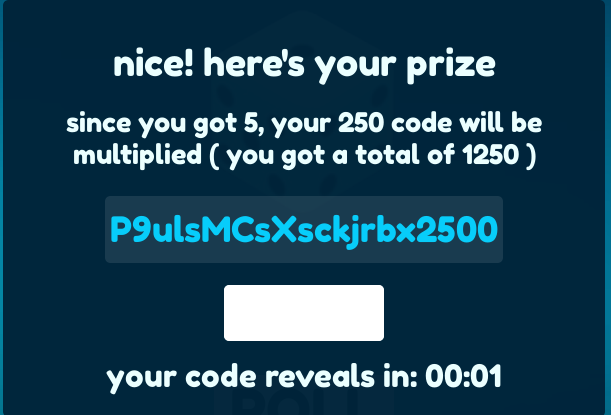 nice! here's your prize
since you got 5, your 250 code will be
multiplied ( you got a total of 1250 )
P9ulsMCsXsckjrbx2500
your code reveals in: 00:01
ROLL